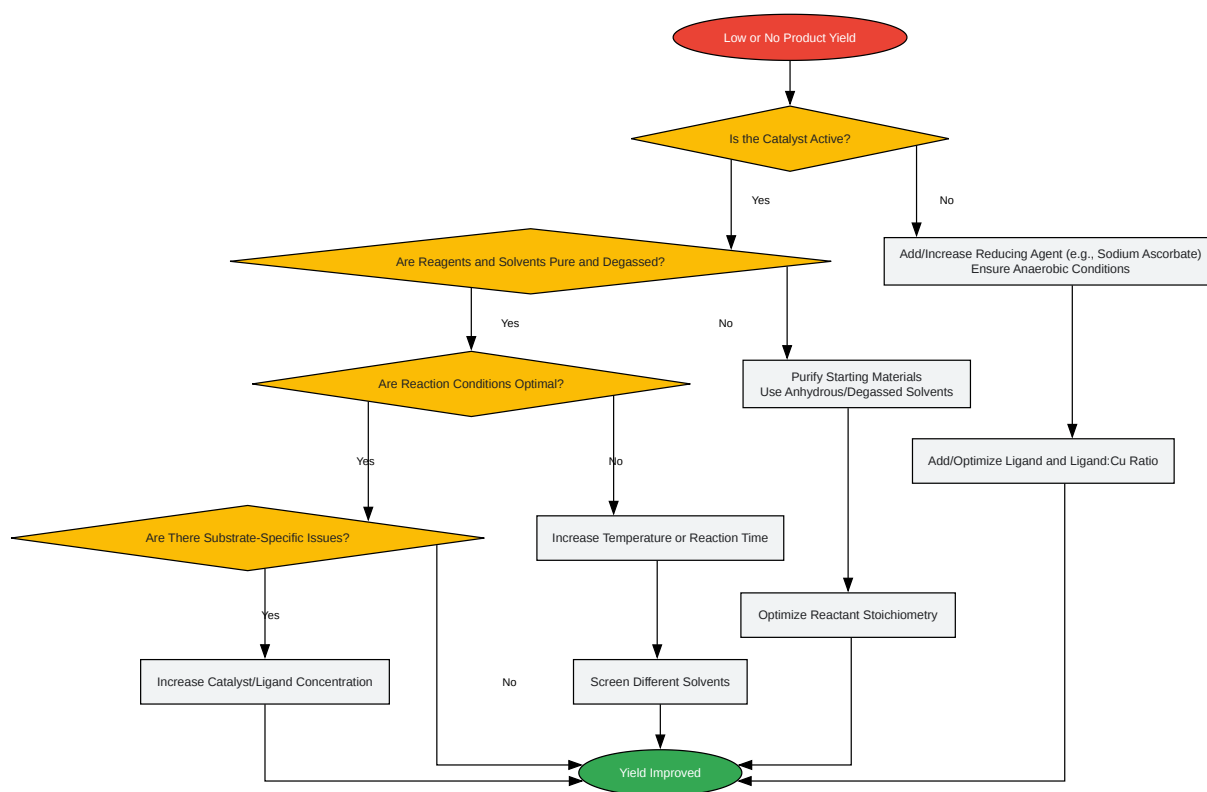 Low or No Product Yield
Is the Catalyst Active?
Yes
No
Are Reagents and Solvents Pure and Degassed?
Add/Increase Reducing Agent (e.g., Sodium Ascorbate)
Ensure Anaerobic Conditions
Yes
No
Are Reaction Conditions Optimal?
Purify Starting Materials
Use Anhydrous/Degassed Solvents
Yes
No
Add/Optimize Ligand and Ligand:Cu Ratio
Are There Substrate-Specific Issues?
Increase Temperature or Reaction Time
Yes
Optimize Reactant Stoichiometry
Increase Catalyst/Ligand Concentration
No
Screen Different Solvents
Yield Improved